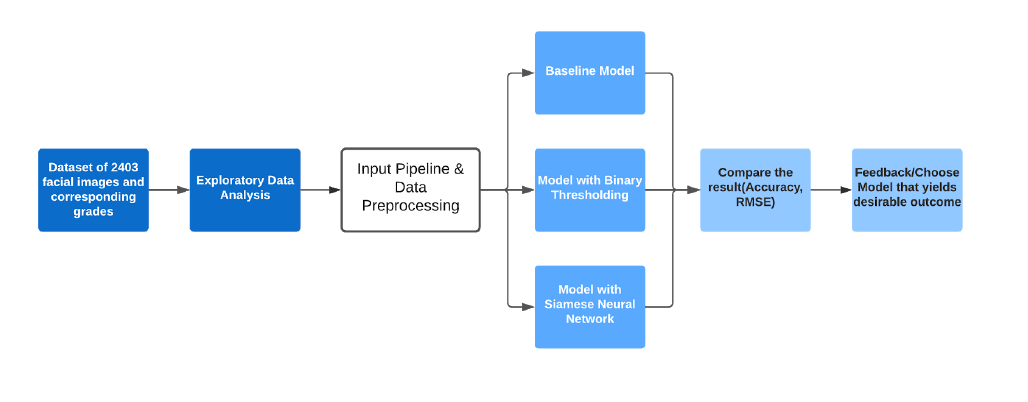 Dataset of 2403
facial images and
corresponding
grades
Exploratory Data
Analysis
Input Pipeline &
Data
Preprocessing
Baseline Model
Model with Binary
Thresholding
Model with
Siamese Neural
Network
Compare the
result(Accuracy,
RMSE)
Feedback/Choose
Model that yields
desirable outcome